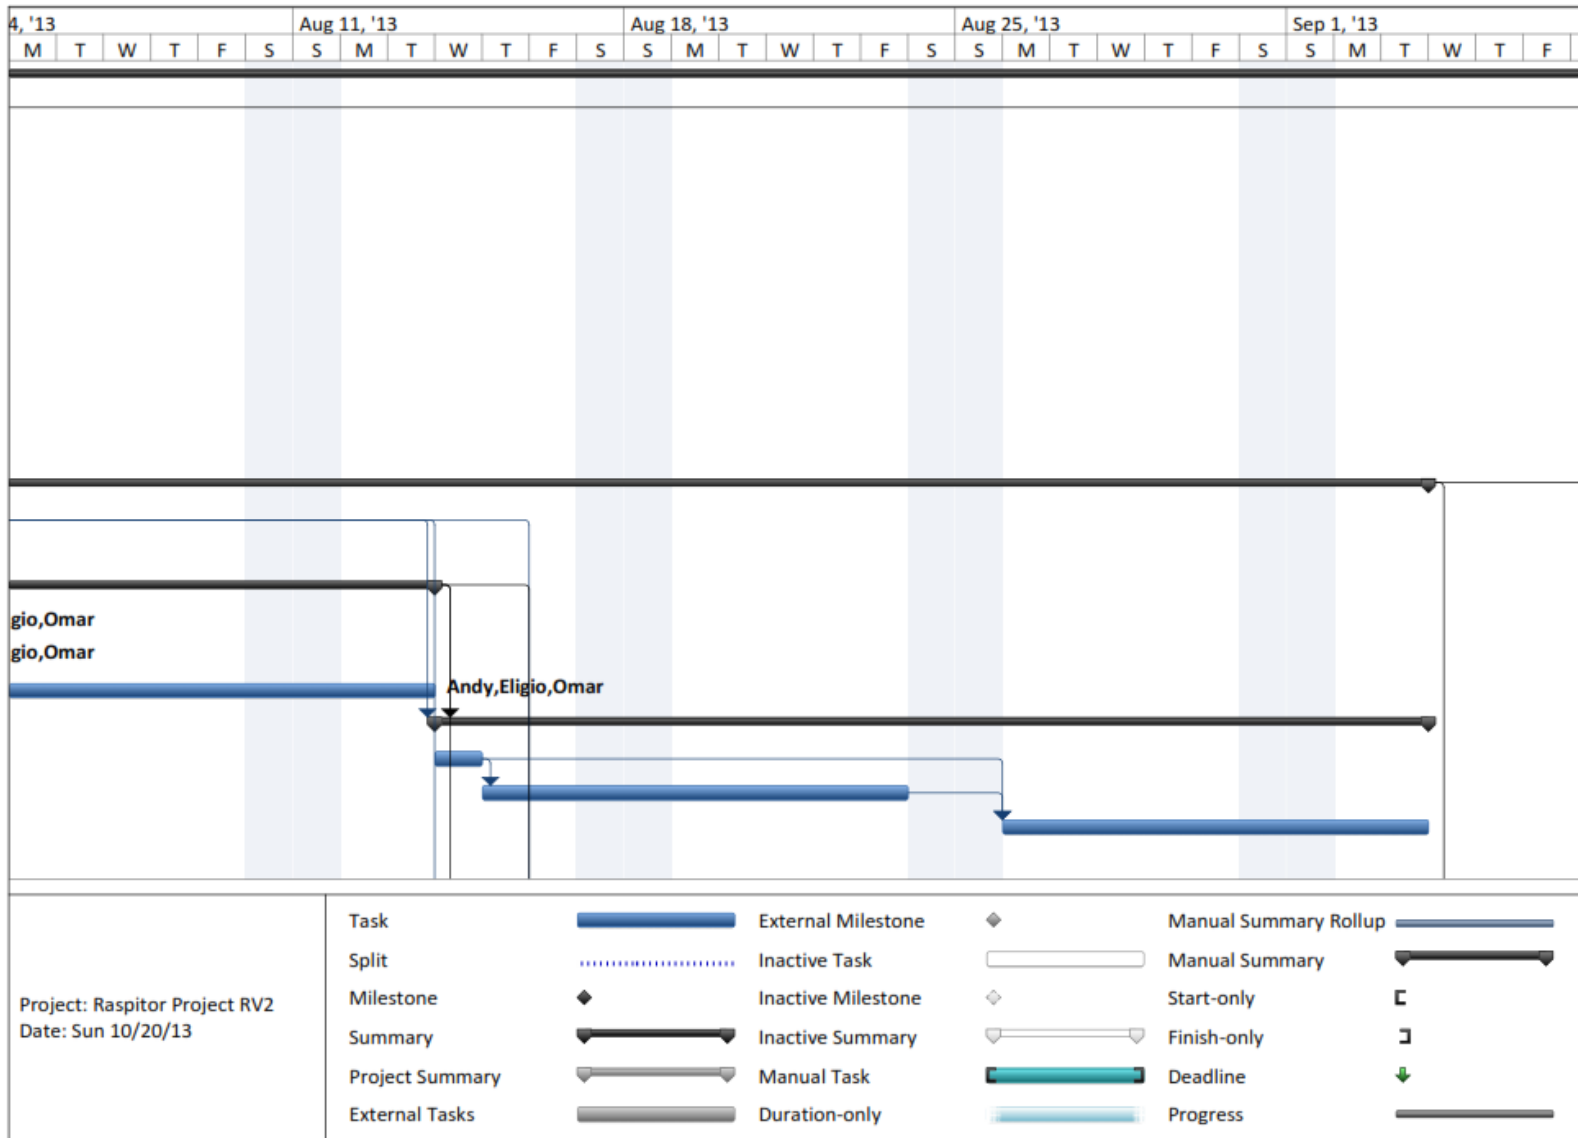 4, '13 Aug 11, '13 Aug 18, '13 Aug 25, '13 Sep 1, '13
M T W T F S S M T W T F S S M T W T F S S M T W T F S S M T W T F
gio,Omar
gio,Omar
Andy,Eligio,Omar
Project: Raspitor Project RV2
Date: Sun 10/20/13
Task
Split
Milestone
Summary
Project Summary
External Tasks
External Milestone
Inactive Task
Inactive Milestone
Inactive Summary
Manual Task
Duration-only
Manual Summary Rollup
Manual Summary
Start-only
Finish-only
Deadline
Progress